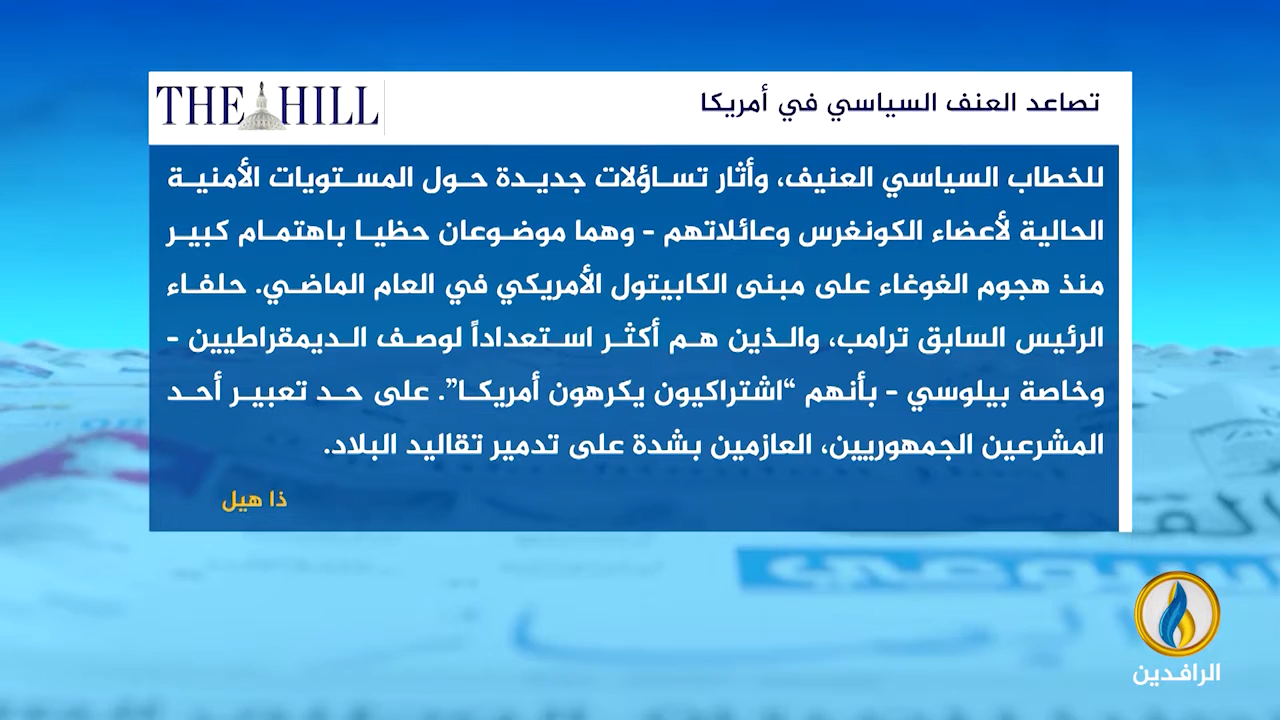 THE HILL
تصاعد العنف السياسي في أمريكا
للخطاب السياسي العنيف، وأثار تساؤلات جديدة حول المستويات الأمنية
الحالية لأعضاء الكونغرس وعائلاتهم - وهما موضوعان حظيا باهتمام كبير
منذ هجوم الغوغاء على مبنى الكابيتول الأمريكي في العام الماضي. حلفاء
الرئيس السابق ترامب، والذين هم أكثر استعداداً لوصف الديمقراطيين -
وخاصة بيلوسي - بأنهم “اشتراكيون يكرهون أمريكا”. على حد تعبير أحد
المشرعين الجمهوريين، العازمين بشدة على تدمير تقاليد البلاد.
ذا هيل
الرافدين